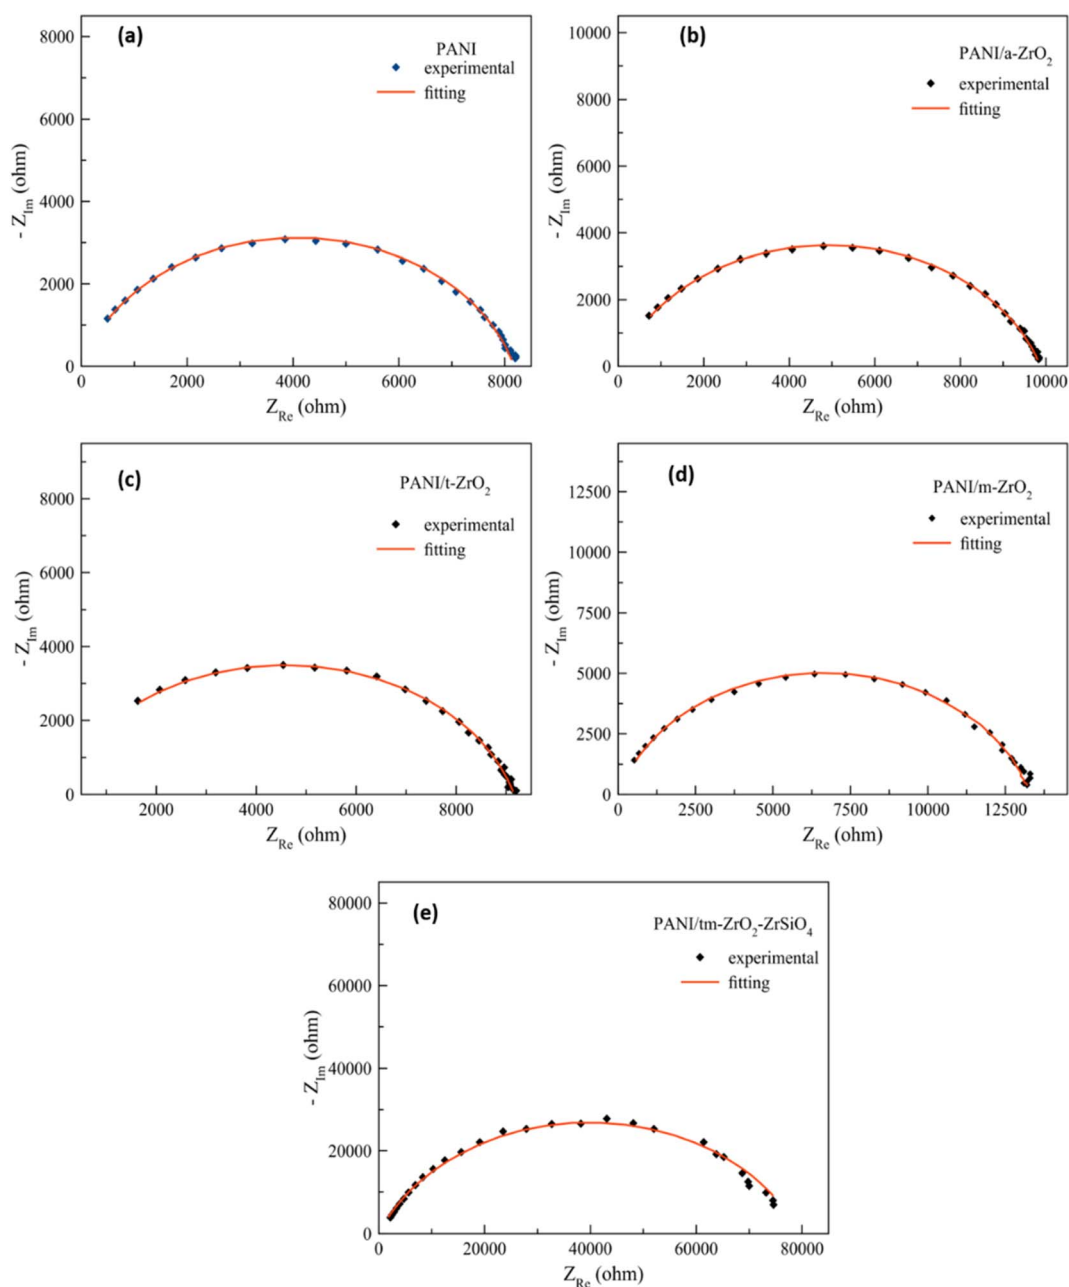 (a)
PANI
experimental
fitting
8000
6000
4000
2000
0
- Z_Im (ohm)
0 2000 4000 6000 8000
Z_Re (ohm)
(b)
PANI/a-ZrO₂
experimental
fitting
10000
8000
6000
4000
2000
0
- Z_Im (ohm)
0 2000 4000 6000 8000 10000
Z_Re (ohm)
(c)
PANI/t-ZrO₂
experimental
fitting
8000
6000
4000
2000
0
- Z_Im (ohm)
2000 4000 6000 8000
Z_Re (ohm)
(d)
PANI/m-ZrO₂
experimental
fitting
12500
10000
7500
5000
2500
0
- Z_Im (ohm)
0 2500 5000 7500 10000 12500
Z_Re (ohm)
(e)
PANI/tm-ZrO₂-ZrSiO₄
experimental
fitting
80000
60000
40000
20000
0
- Z_Im (ohm)
0 20000 40000 60000 80000
Z_Re (ohm)